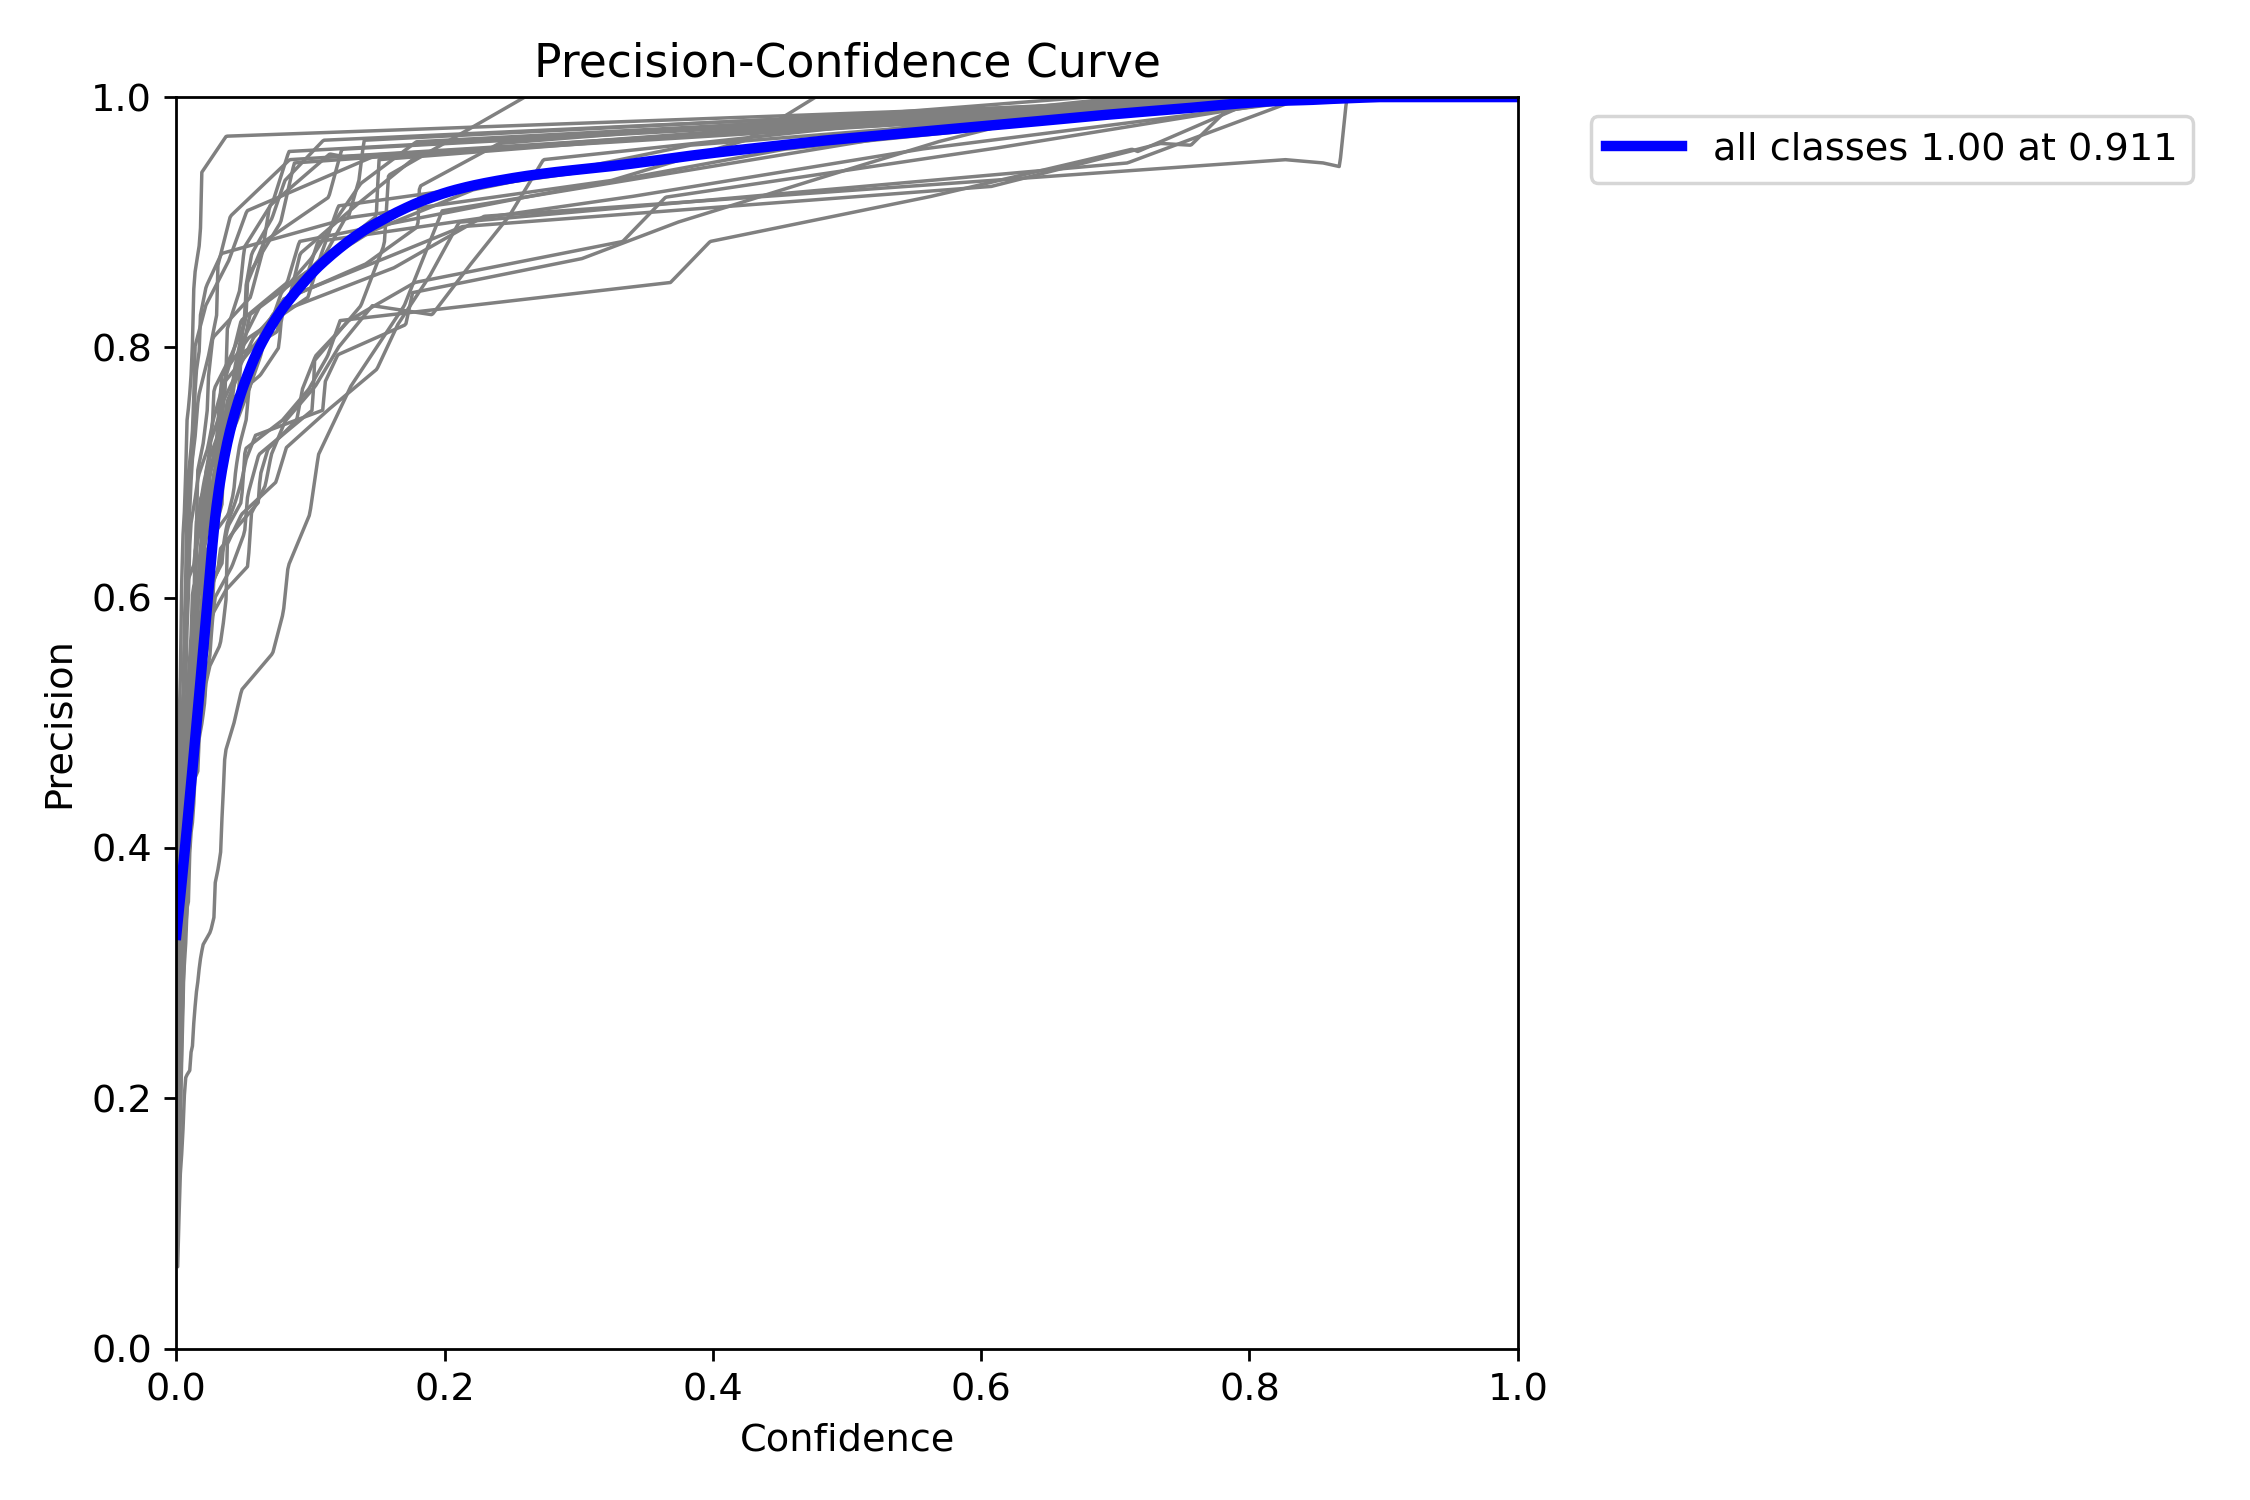 Precision-Confidence Curve
all classes 1.00 at 0.911
1.0
0.8
0.6
0.4
0.2
0.0
Precision
0.0 0.2 0.4 0.6 0.8 1.0
Confidence